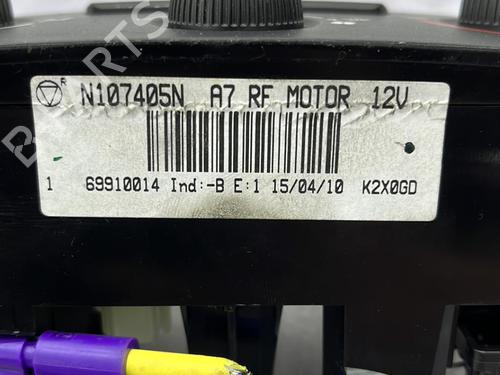 N107405N A7 RF MOTOR 12V
1 69910014 Ind:-B E:1 15/04/10 K2X0GD